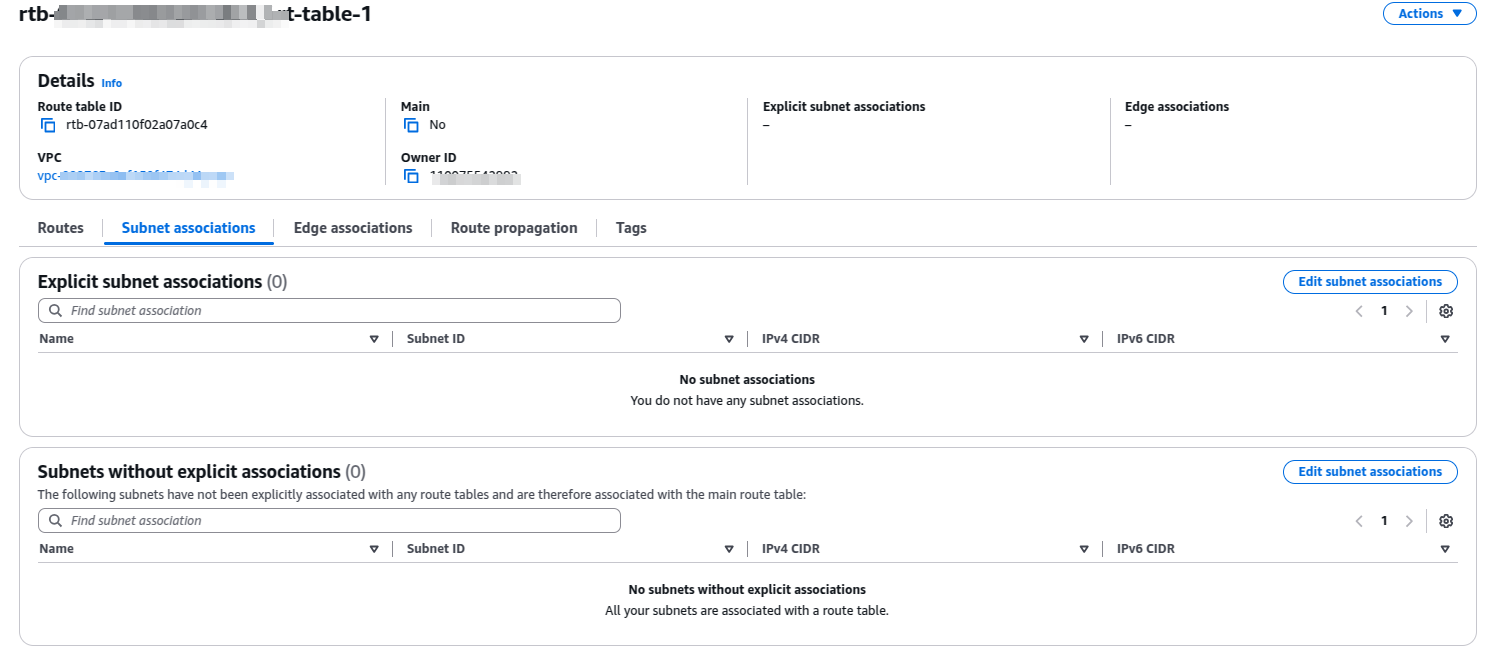 rtb- t-table-1
Actions
Details Info
Route table ID
rtb-07ad110f02a07a0c4
Main
No
Explicit subnet associations
–
Edge associations
–
VPC
vpc-
Owner ID
Routes
Subnet associations
Edge associations
Route propagation
Tags
Explicit subnet associations (0)
Edit subnet associations
Find subnet association
1
Name
Subnet ID
IPv4 CIDR
IPv6 CIDR
No subnet associations
You do not have any subnet associations.
Subnets without explicit associations (0)
Edit subnet associations
The following subnets have not been explicitly associated with any route tables and are therefore associated with the main route table:
Find subnet association
1
Name
Subnet ID
IPv4 CIDR
IPv6 CIDR
No subnets without explicit associations
All your subnets are associated with a route table.